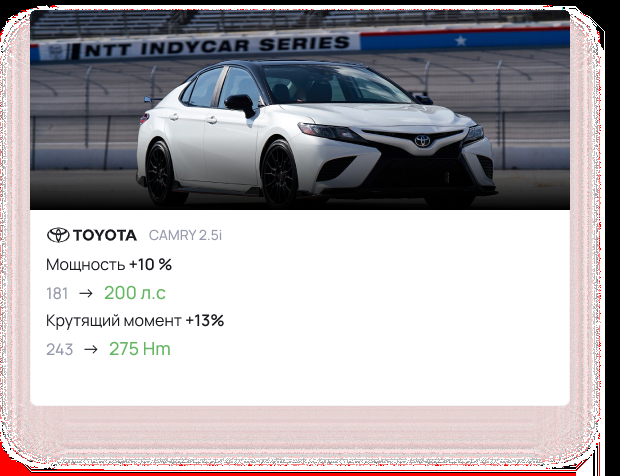 NTT INDYCAR SERIES
TOYOTA CAMRY 2.5i
Мощность +10 %
181 → 200 л.с
Крутящий момент +13%
243 → 275 Нm